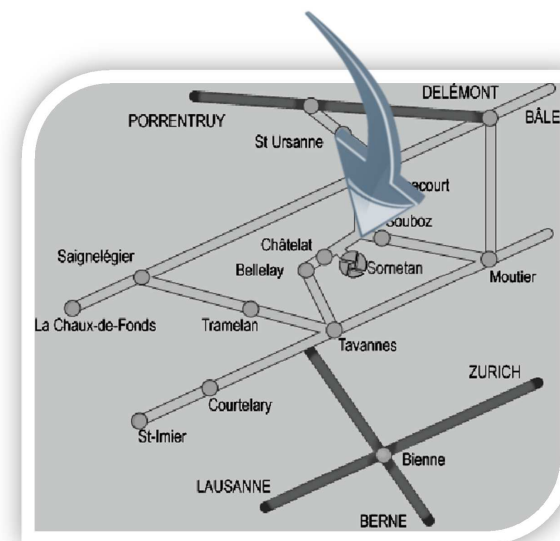 DELÉMONT
PORRENTRUY
BÂLE
St Ursanne
Souboz
Châtelat
Saignelégier
Bellelay
Sornetan
Moutier
La Chaux-de-Fonds
Tramelan
Tavannes
ZURICH
Courtelary
St-Imier
Bienne
LAUSANNE
BERNE